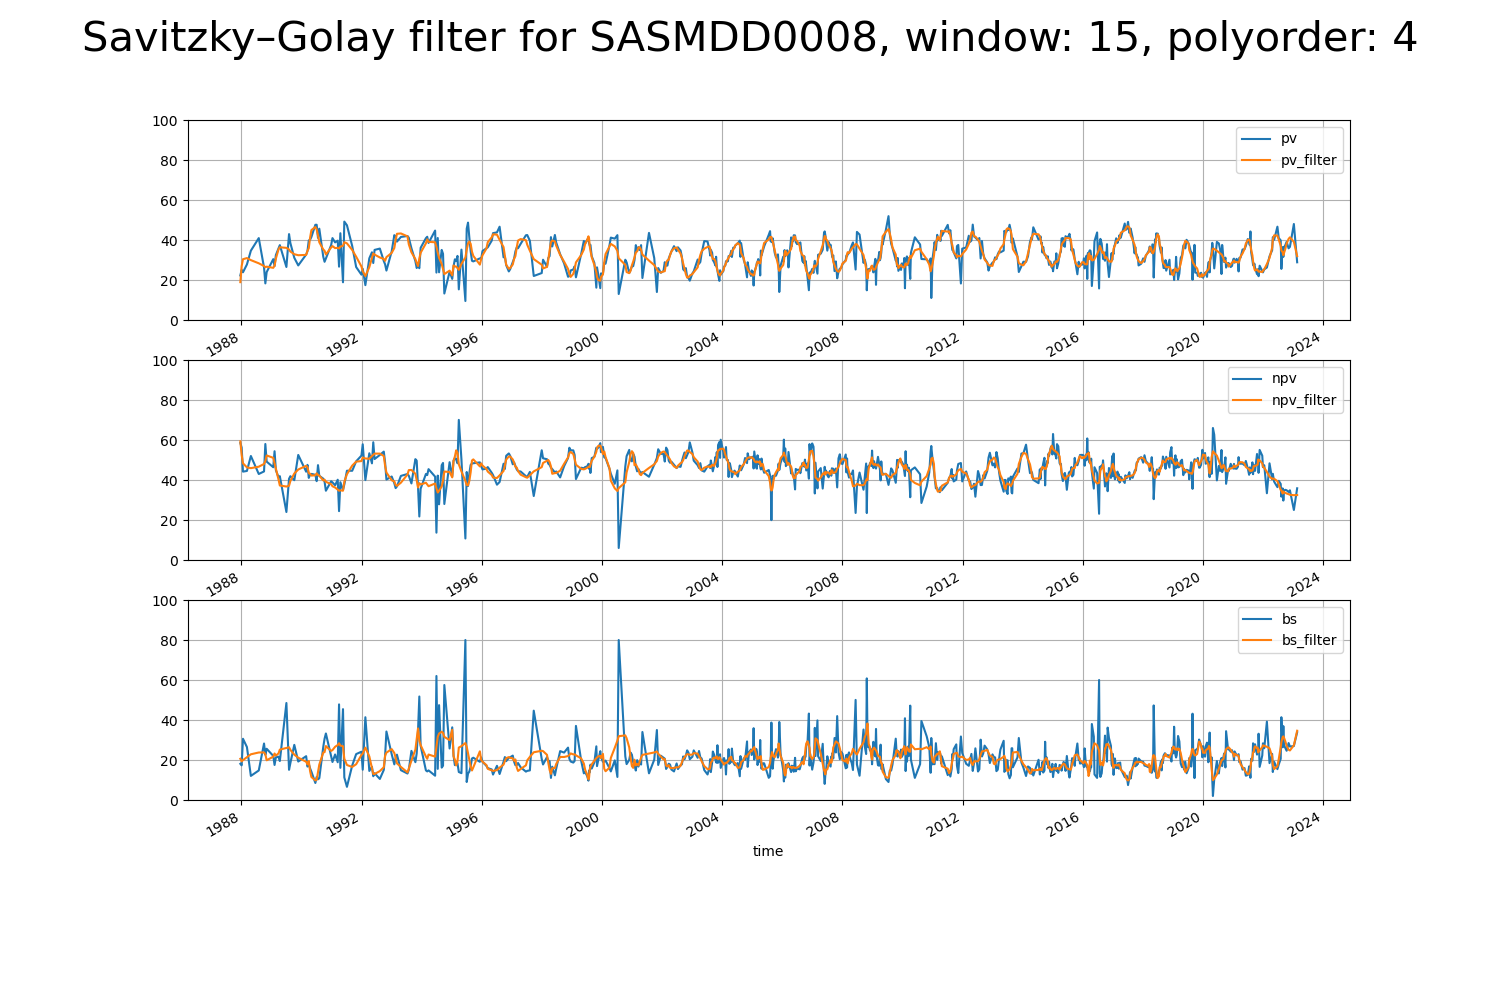 Savitzky–Golay filter for SASMDD0008, window: 15, polyorder: 4
100
80
60
40
20
0
pv
pv_filter
1988 1992 1996 2000 2004 2008 2012 2016 2020 2024
100
80
60
40
20
0
npv
npv_filter
1988 1992 1996 2000 2004 2008 2012 2016 2020 2024
100
80
60
40
20
0
bs
bs_filter
1988 1992 1996 2000 2004 2008 2012 2016 2020 2024
time